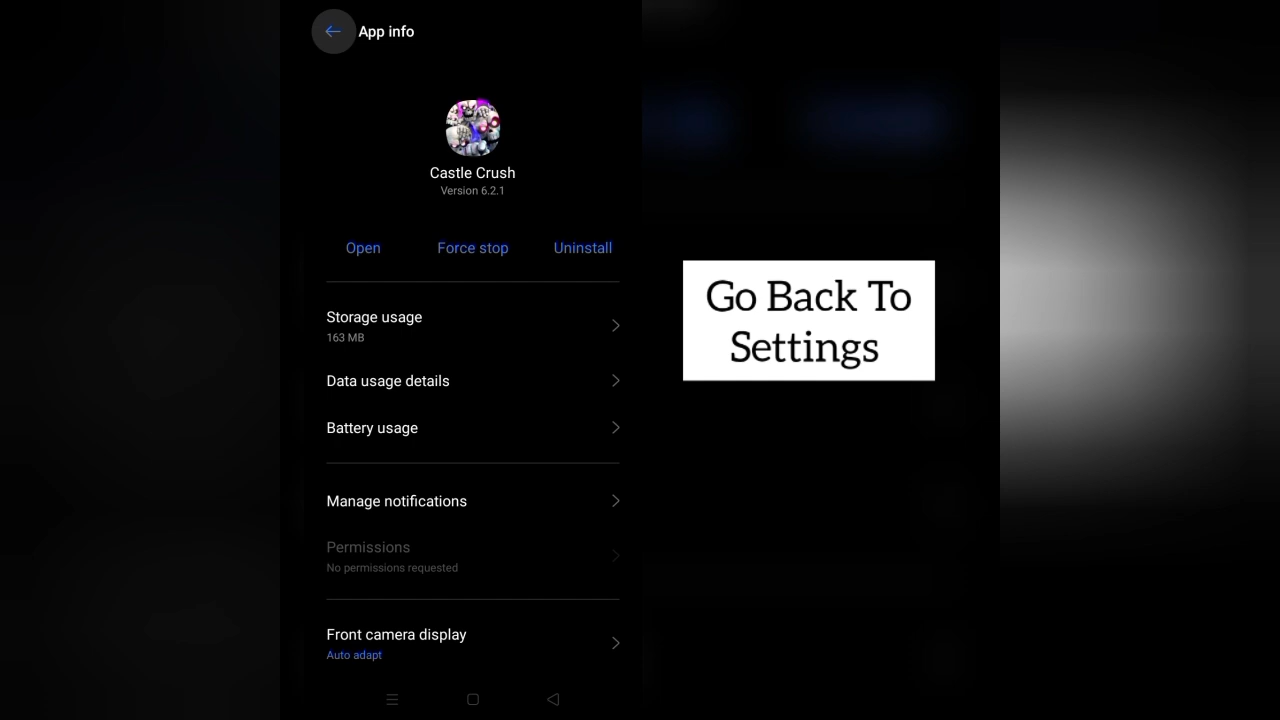 App info
Castle Crush
Version 6.2.1
Open Force stop Uninstall
Storage usage
163 MB
Data usage details
Battery usage
Manage notifications
Permissions
No permissions requested
Front camera display
Auto adapt
Go Back To
Settings